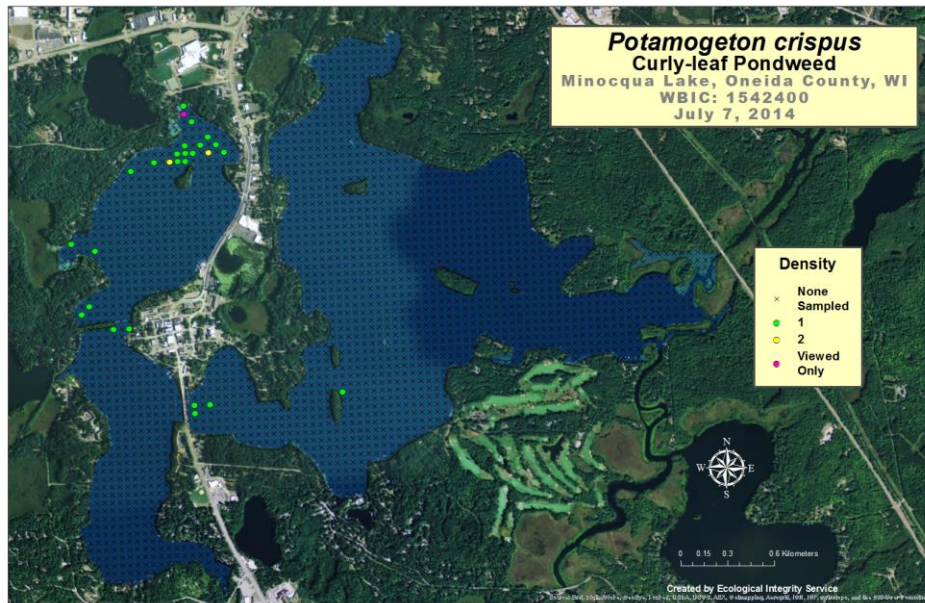 Potamogeton crispus
Curly-leaf Pondweed
Minocqua Lake, Oneida County, WI
WBIC: 1542400
July 7, 2014
Density
None
Sampled
1
2
Viewed
Only
N
W E
S
0 0.15 0.3 0.6 Kilometers
Created by Ecological Integrity Service